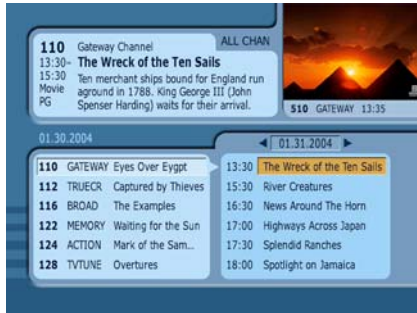 110 Gateway Channel ALL CHAN
13:30- The Wreck of the Ten Sails
15:30 Ten merchant ships bound for England run
Movie aground in 1788. King George III (John
PG Spenser Harding) waits for their arrival.
510 GATEWAY 13:35
01.30.2004
01.31.2004
110 GATEWAY Eyes Over Eygpt
112 TRUECR Captured by Thieves
116 BROAD The Examples
122 MEMORY Waiting for the Sun
124 ACTION Mark of the Sam...
128 TVTUNE Overtures
13:30 The Wreck of the Ten Sails
15:30 River Creatures
16:30 News Around The Horn
17:00 Highways Across Japan
17:30 Splendid Ranches
18:00 Spotlight on Jamaica